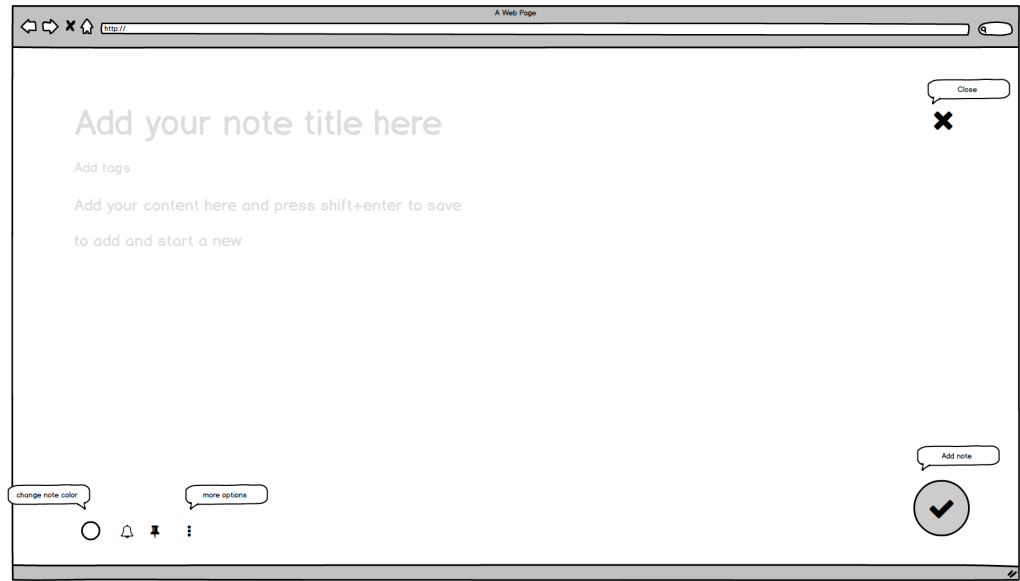 A Web Page
http://
Close
Add your note title here
Add tags
Add your content here and press shift+enter to save
to add and start a new
Add note
change note color
more options